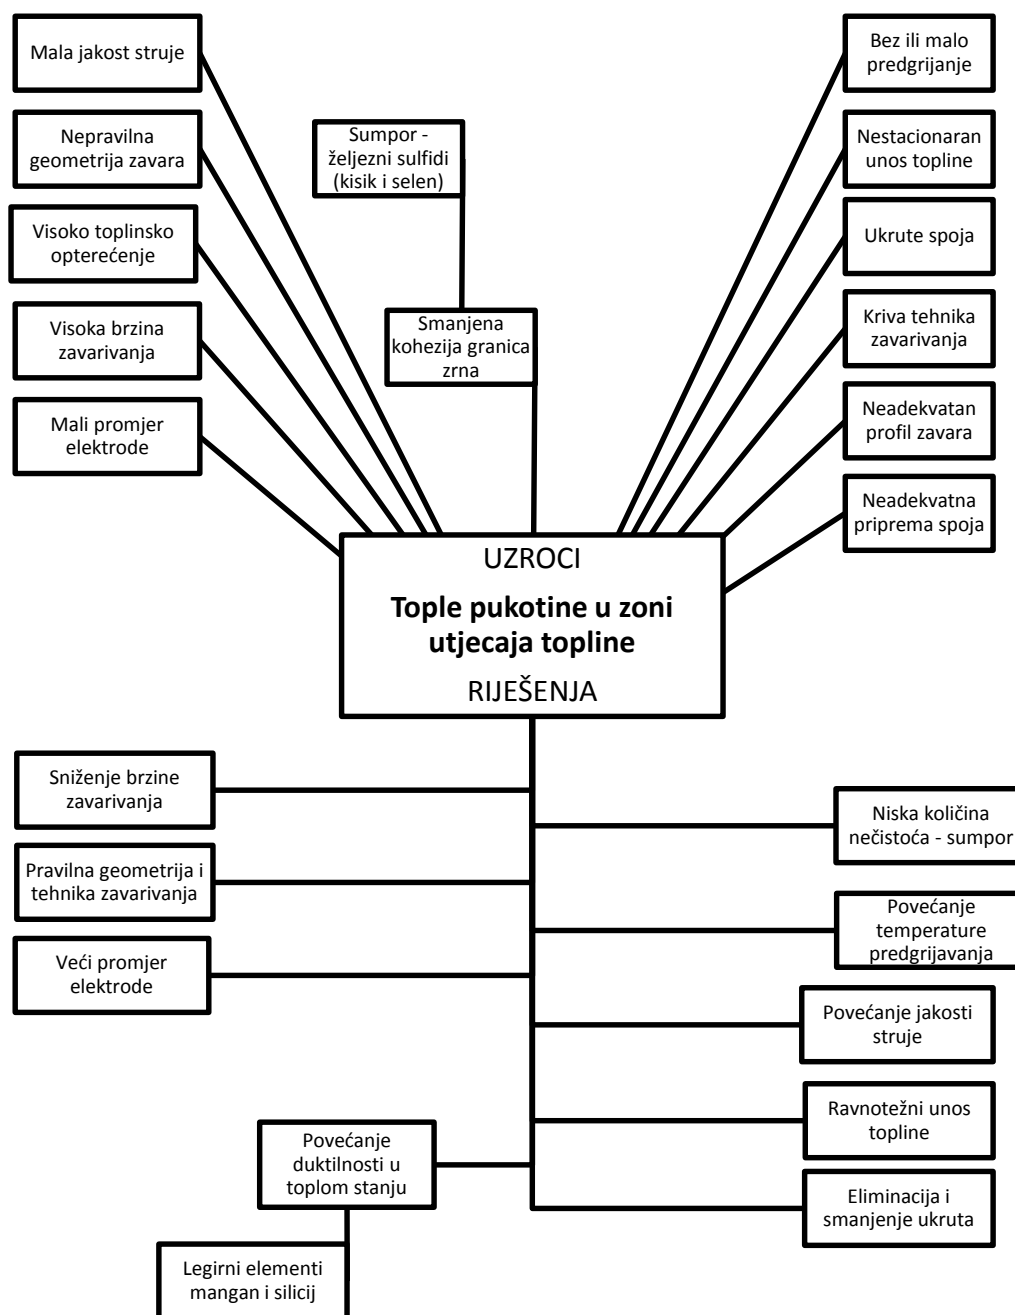 Mala jakost struje
Nepravilna
geometrija zavara
Visoko toplinsko
opterećenje
Visoka brzina
zavarivanja
Mali promjer
elektrode
Sumpor -
željezni sulfidi
(kisik i selen)
Smanjena
kohezija granica
zrna
Bez ili malo
predgrijanje
Nestacionaran
unos topline
Ukrute spoja
Kriva tehnika
zavarivanja
Neadekvatan
profil zavara
Neadekvatna
priprema spoja
UZROCI
Tople pukotine u zoni
utjecaja topline
RIJEŠENJA
Sniženje brzine
zavarivanja
Pravilna geometrija i
tehnika zavarivanja
Veći promjer
elektrode
Povećanje
duktilnosti u
toplom stanju
Legirni elementi
mangan i silicij
Niska količina
nečistoća - sumpor
Povećanje
temperature
predgrijavanja
Povećanje jakosti
struje
Ravnotežni unos
topline
Eliminacija i
smanjenje ukruta